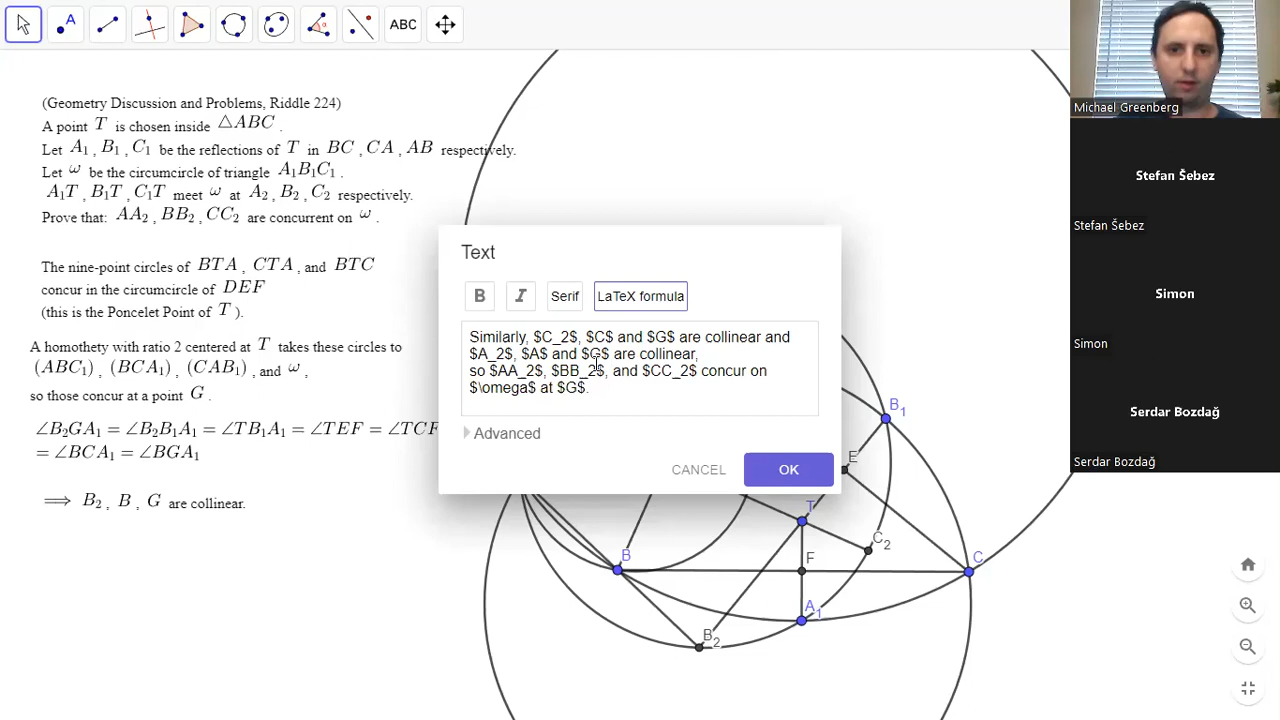 ABC
(Geometry Discussion and Problems, Riddle 224)
A point T is chosen inside △ABC .
Let A₁ , B₁ , C₁ be the reflections of T in BC , CA , AB respectively.
Let ω be the circumcircle of triangle A₁B₁C₁ .
A₁T , B₁T , C₁T meet ω at A₂ , B₂ , C₂ respectively.
Prove that: AA₂ , BB₂ , CC₂ are concurrent on ω .
The nine-point circles of BTA , CTA , and BTC
concur in the circumcircle of DEF
(this is the Poncelet Point of T ).
A homothety with ratio 2 centered at T takes these circles to
(ABC₁) , (BCA₁) , (CAB₁) , and ω ,
so those concur at a point G .
∠B₂GA₁ = ∠B₂B₁A₁ = ∠TB₁A₁ = ∠TEF = ∠TCF
= ∠BCA₁ = ∠BGA₁
⟹ B₂ , B , G are collinear.
Text
B
I
Serif
LaTeX formula
Similarly, $C_2$, $C$ and $G$ are collinear and
$A_2$, $A$ and $G$ are collinear,
so $AA_2$, $BB_2$, and $CC_2$ concur on
$\omega$ at $G$.
Advanced
CANCEL
OK
B₁
E
T
C₂
B
F
C
A₁
B₂
Michael Greenberg
Stefan Šebez
Stefan Šebez
Simon
Simon
Serdar Bozdağ
Serdar Bozdağ